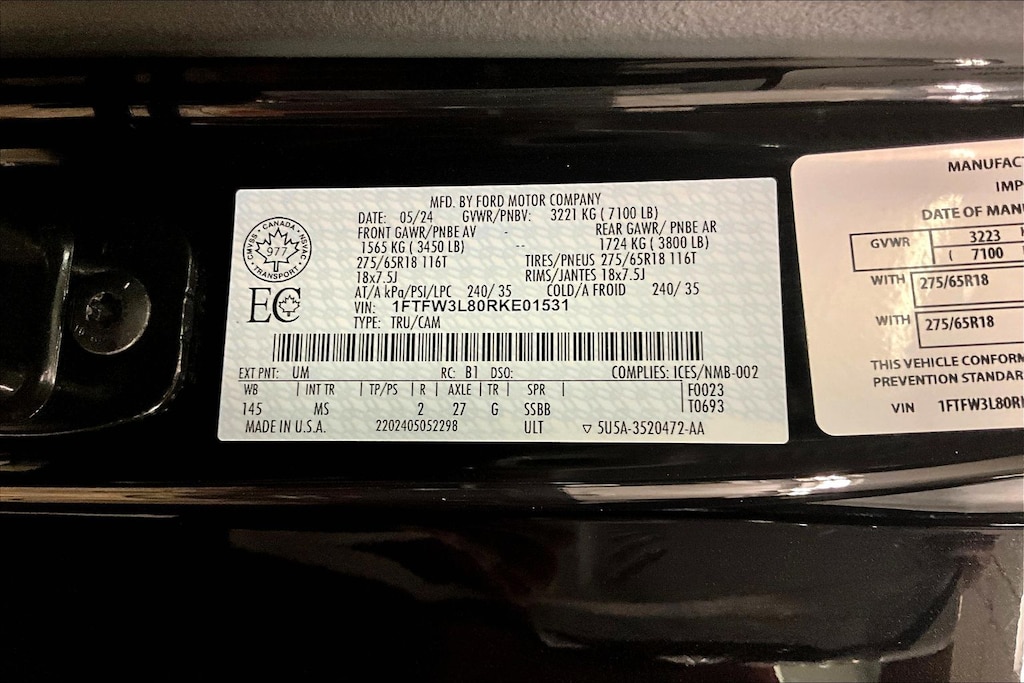 MFD. BY FORD MOTOR COMPANY
DATE: 05/24 GVWR/PNBV: 3221 KG ( 7100 LB)
FRONT GAWR/PNBE AV - REAR GAWR/ PNBE AR
1565 KG ( 3450 LB) -- 1724 KG ( 3800 LB)
275/65R18 116T TIRES/PNEUS 275/65R18 116T
18x7.5J RIMS/JANTES 18x7.5J
AT/A kPa/PSI/LPC 240/ 35 COLD/A FROID 240/ 35
VIN: 1FTFW3L80RKE01531
TYPE: TRU/CAM
CANADA
CMVSS NSVAC
977
TRANSPORT
EC
EXT PNT: UM RC: B1 DSO: COMPLIES: ICES/NMB-002
WB | INT TR | TP/PS | R | AXLE | TR | SPR | F0023
145 MS 2 27 G SSBB T0693
MADE IN U.S.A. 2202405052298 ULT ▽ 5U5A-3520472-AA
MANUFACT
IMP
DATE OF MAN
GVWR 3223
( 7100
WITH 275/65R18
WITH 275/65R18
THIS VEHICLE CONFORM
PREVENTION STANDAR
VIN 1FTFW3L80R